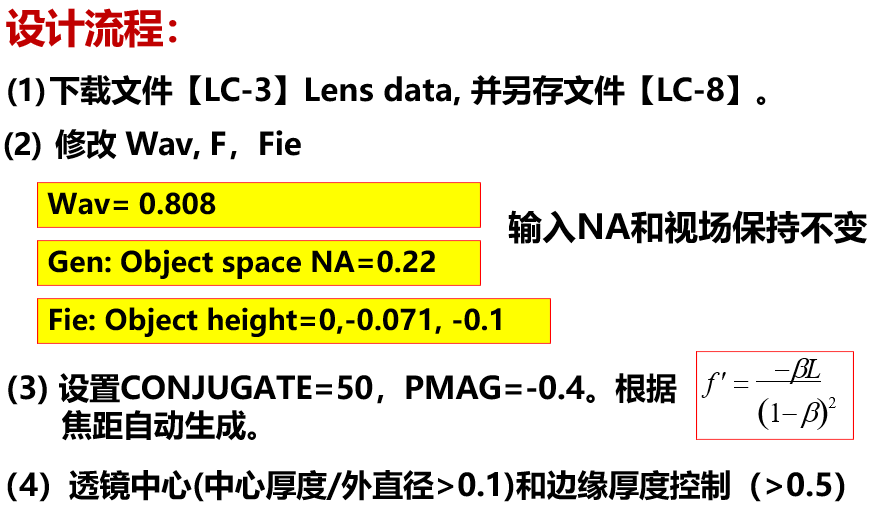 设计流程：
(1)下载文件【LC-3】Lens data, 并另存文件【LC-8】。
(2) 修改 Wav, F，Fie
Wav= 0.808
Gen: Object space NA=0.22
Fie: Object height=0,-0.071, -0.1
输入NA和视场保持不变
(3) 设置CONJUGATE=50，PMAG=-0.4。根据
焦距自动生成。
f′ = −βL / (1−β)²
(4）透镜中心(中心厚度/外直径>0.1)和边缘厚度控制（>0.5）